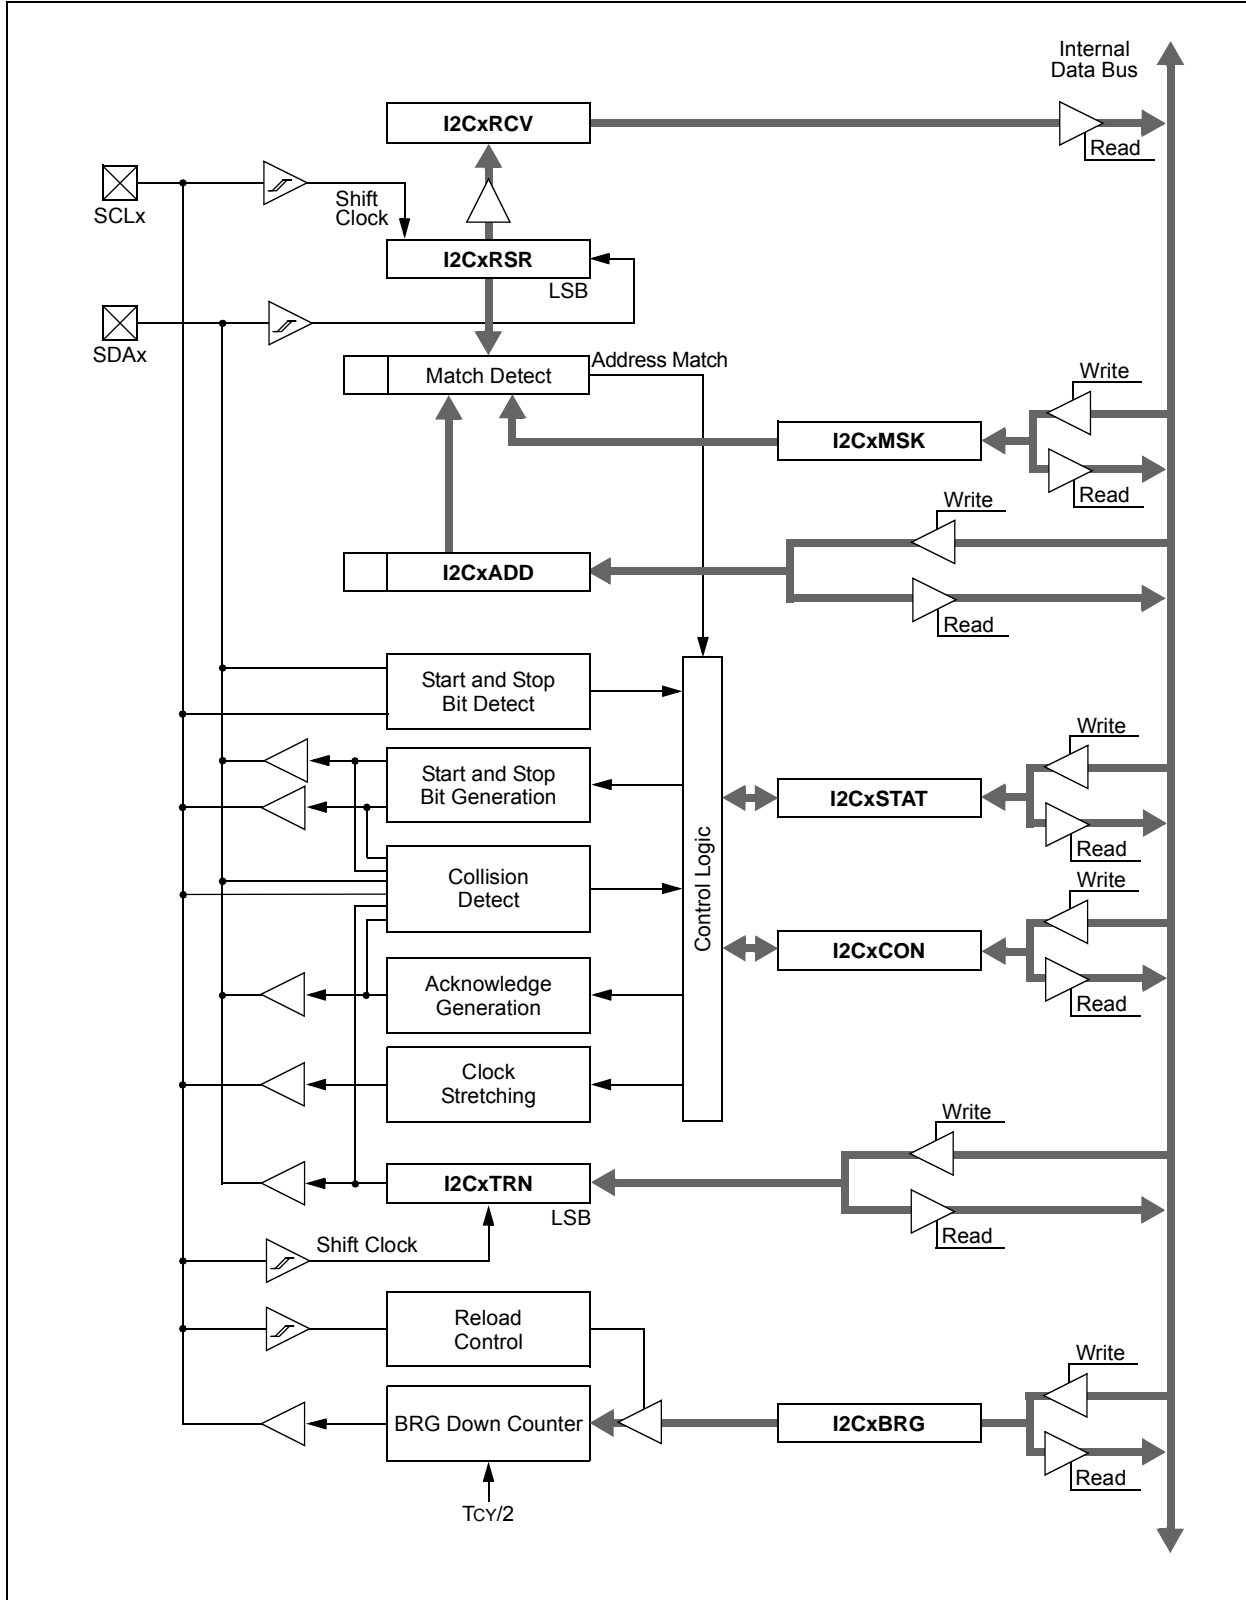 Internal
Data Bus
I2CxRCV
Read
SCLx
Shift
Clock
I2CxRSR
LSB
SDAx
Match Detect
Address Match
Write
I2CxMSK
Read
Write
I2CxADD
Read
Start and Stop
Bit Detect
Write
Start and Stop
Bit Generation
I2CxSTAT
Read
Control Logic
Collision
Detect
Write
I2CxCON
Read
Acknowledge
Generation
Clock
Stretching
Write
I2CxTRN
LSB
Read
Shift Clock
Reload
Control
Write
BRG Down Counter
I2CxBRG
Read
TCY/2